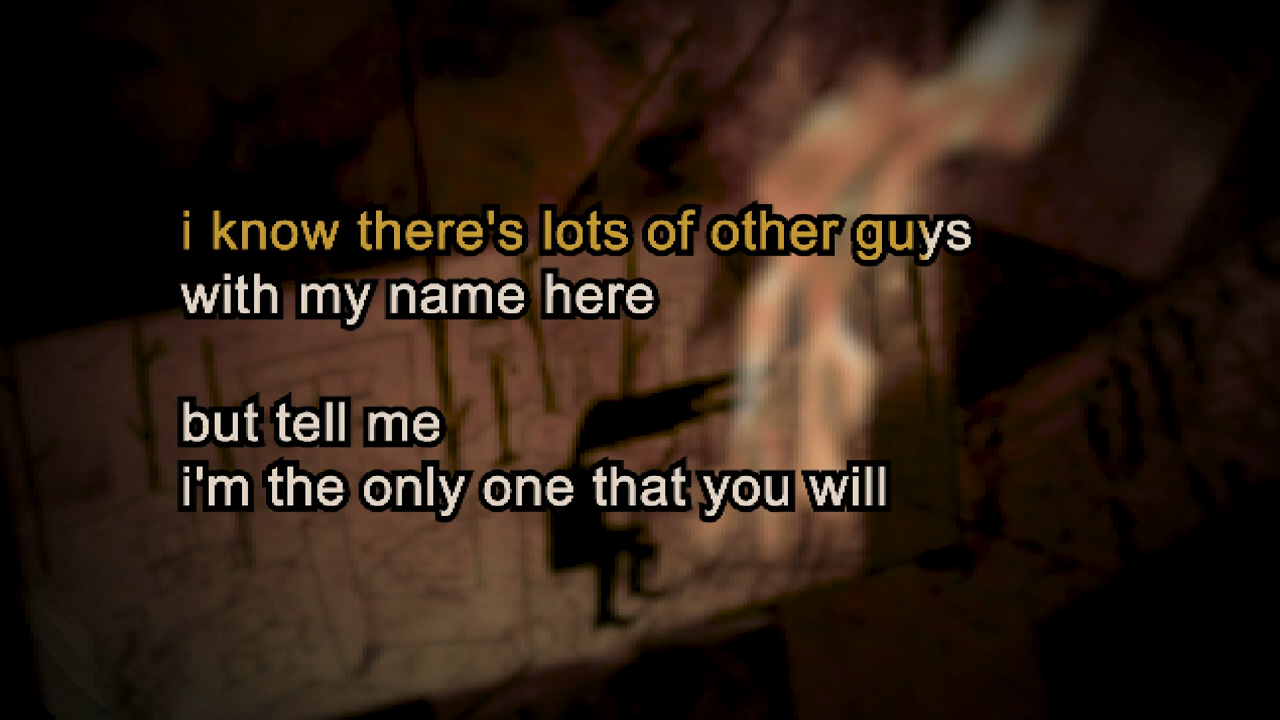 i know there's lots of other guys
with my name here
but tell me
i'm the only one that you will